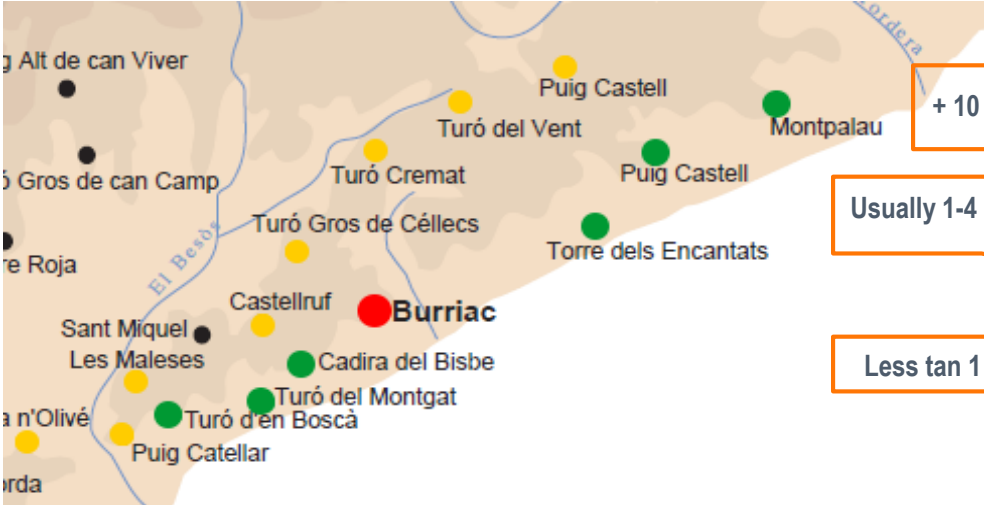 g Alt de can Viver
Puig Castell
+ 10
Turó del Vent
Montpalau
Turó Cremat
Puig Castell
ó Gros de can Camp
Usually 1-4
Turó Gros de Céllecs
Torre dels Encantats
El Besòs
re Roja
Castellruf
Burriac
Sant Miquel
Les Maleses
Cadira del Bisbe
Less tan 1
Turó del Montgat
a n'Olivé
Turó d'en Boscà
Puig Catellar
orda
ordera